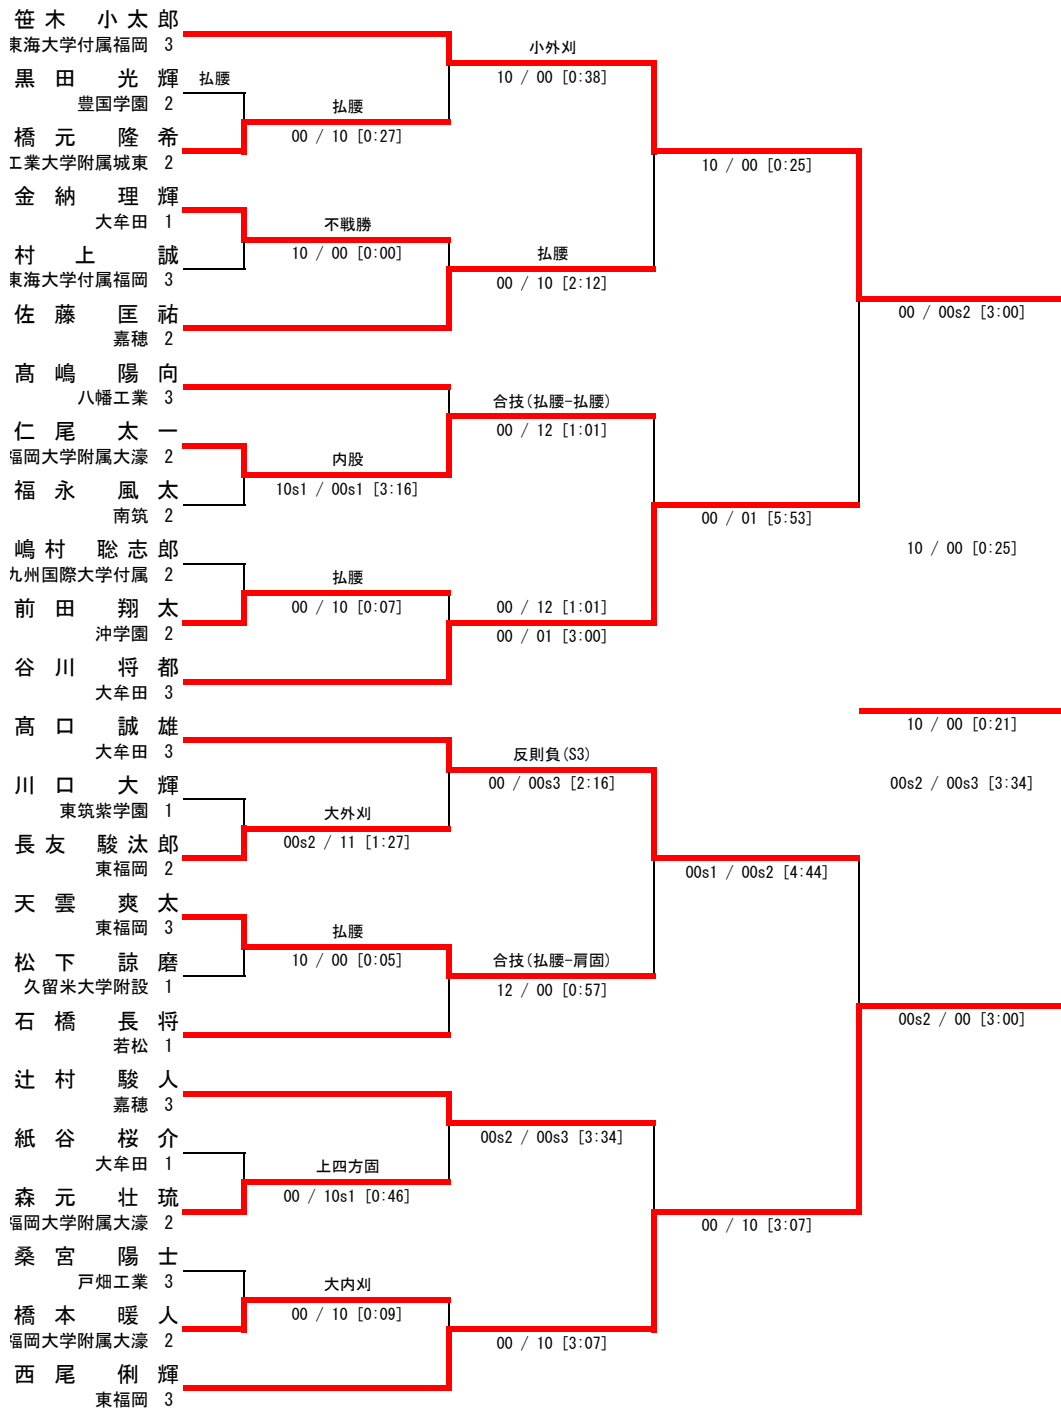 笹木 小太郎
東海大学付属福岡 3
黒田 光輝
豊国学園 2
橋元 隆希
工業大学附属城東 2
金納 理輝
大牟田 1
村上 誠
東海大学付属福岡 3
佐藤 匡祐
嘉穂 2
髙嶋 陽向
八幡工業 3
仁尾 太一
福岡大学附属大濠 2
福永 風太
南筑 2
嶋村 聡志郎
九州国際大学付属 2
前田 翔太
沖学園 2
谷川 将都
大牟田 3
髙口 誠雄
大牟田 3
川口 大輝
東筑紫学園 1
長友 駿汰郎
東福岡 2
天雲 爽太
東福岡 3
松下 諒磨
久留米大学附設 1
石橋 長将
若松 1
辻村 駿人
嘉穂 3
紙谷 桜介
大牟田 1
森元 壮琉
福岡大学附属大濠 2
桑宮 陽士
戸畑工業 3
橋本 暖人
福岡大学附属大濠 2
西尾 俐輝
東福岡 3
払腰
払腰
00 / 10 [0:27]
不戦勝
10 / 00 [0:00]
内股
10s1 / 00s1 [3:16]
払腰
00 / 10 [0:07]
大外刈
00s2 / 11 [1:27]
払腰
10 / 00 [0:05]
上四方固
00 / 10s1 [0:46]
大内刈
00 / 10 [0:09]
小外刈
10 / 00 [0:38]
払腰
00 / 10 [2:12]
合技(払腰-払腰)
00 / 12 [1:01]
00 / 12 [1:01]
00 / 01 [3:00]
反則負(S3)
00 / 00s3 [2:16]
合技(払腰-肩固)
12 / 00 [0:57]
00s2 / 00s3 [3:34]
00 / 10 [3:07]
10 / 00 [0:25]
00 / 01 [5:53]
00s1 / 00s2 [4:44]
00 / 10 [3:07]
00 / 00s2 [3:00]
10 / 00 [0:25]
10 / 00 [0:21]
00s2 / 00s3 [3:34]
00s2 / 00 [3:00]